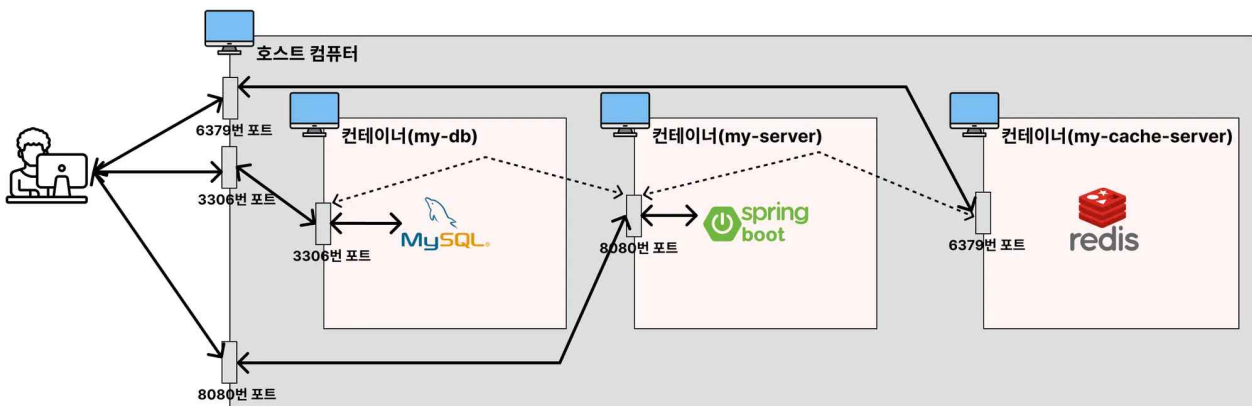 호스트 컴퓨터
6379번 포트
컨테이너(my-db)
컨테이너(my-server)
컨테이너(my-cache-server)
3306번 포트
MySQL®
3306번 포트
spring
boot
8080번 포트
redis
6379번 포트
8080번 포트